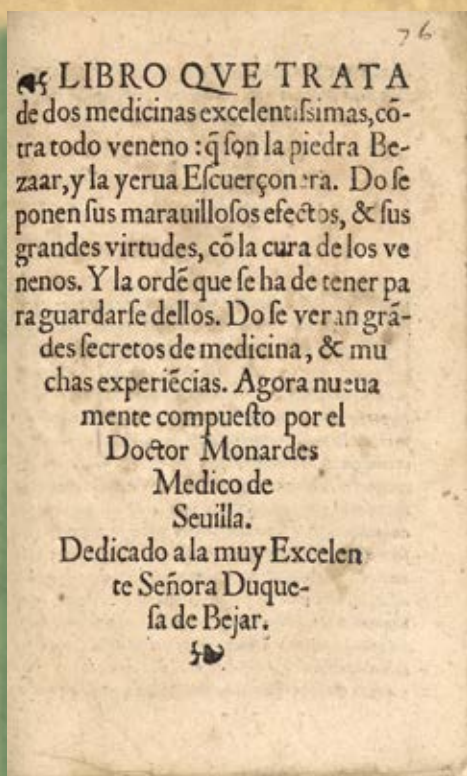 76
LIBRO QVE TRATA
de dos medicinas excelentiſsimas, cō-
tra todo veneno : q̃ ſon la piedra Be-
zaar, y la yerua Eſcuerçonera. Do ſe
ponen ſus marauilloſos efectos, & ſus
grandes virtudes, cō la cura de los ve
nenos. Y la ordē que ſe ha de tener pa
ra guardarſe dellos. Do ſe veran grā-
des ſecretos de medicina, & mu
chas experiēcias. Agora nueua
mente compueſto por el
Doctor Monardes
Medico de
Seuilla.
Dedicado a la muy Excelen
te Señora Duque-
ſa de Bejar.